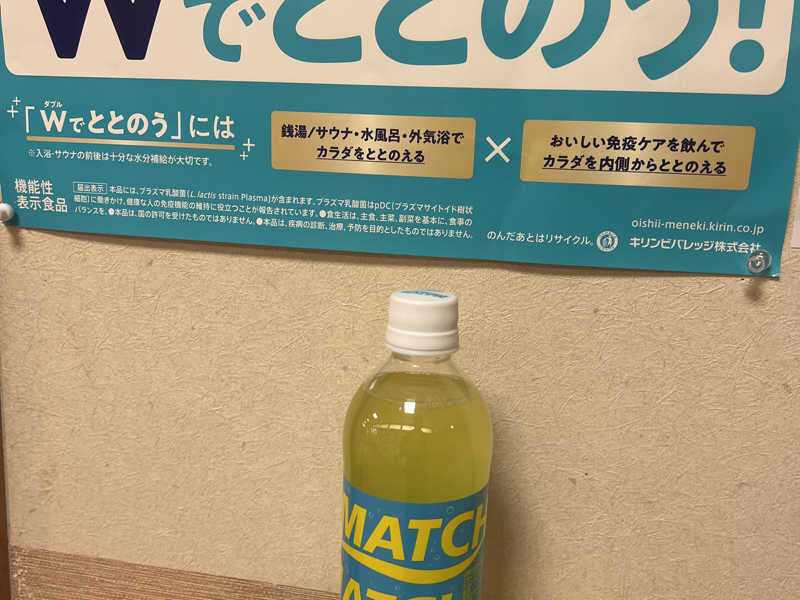 Wでととのう!
ダブル
「Wでととのう」には
※入浴・サウナの前後は十分な水分補給が大切です。
銭湯/サウナ・水風呂・外気浴で
カラダをととのえる
×
おいしい免疫ケアを飲んで
カラダを内側からととのえる
機能性
表示食品
届出表示 本品には、プラズマ乳酸菌(L. lactis strain Plasma)が含まれます。プラズマ乳酸菌はpDC(プラズマサイトイド樹状
細胞)に働きかけ、健康な人の免疫機能の維持に役立つことが報告されています。●食生活は、主食、主菜、副菜を基本に、食事の
バランスを。●本品は、国の許可を受けたものではありません。●本品は、疾病の診断、治療、予防を目的としたものではありません。
のんだあとはリサイクル。
oishii-meneki.kirin.co.jp
キリンビバレッジ株式会社
MATCH
MATCH